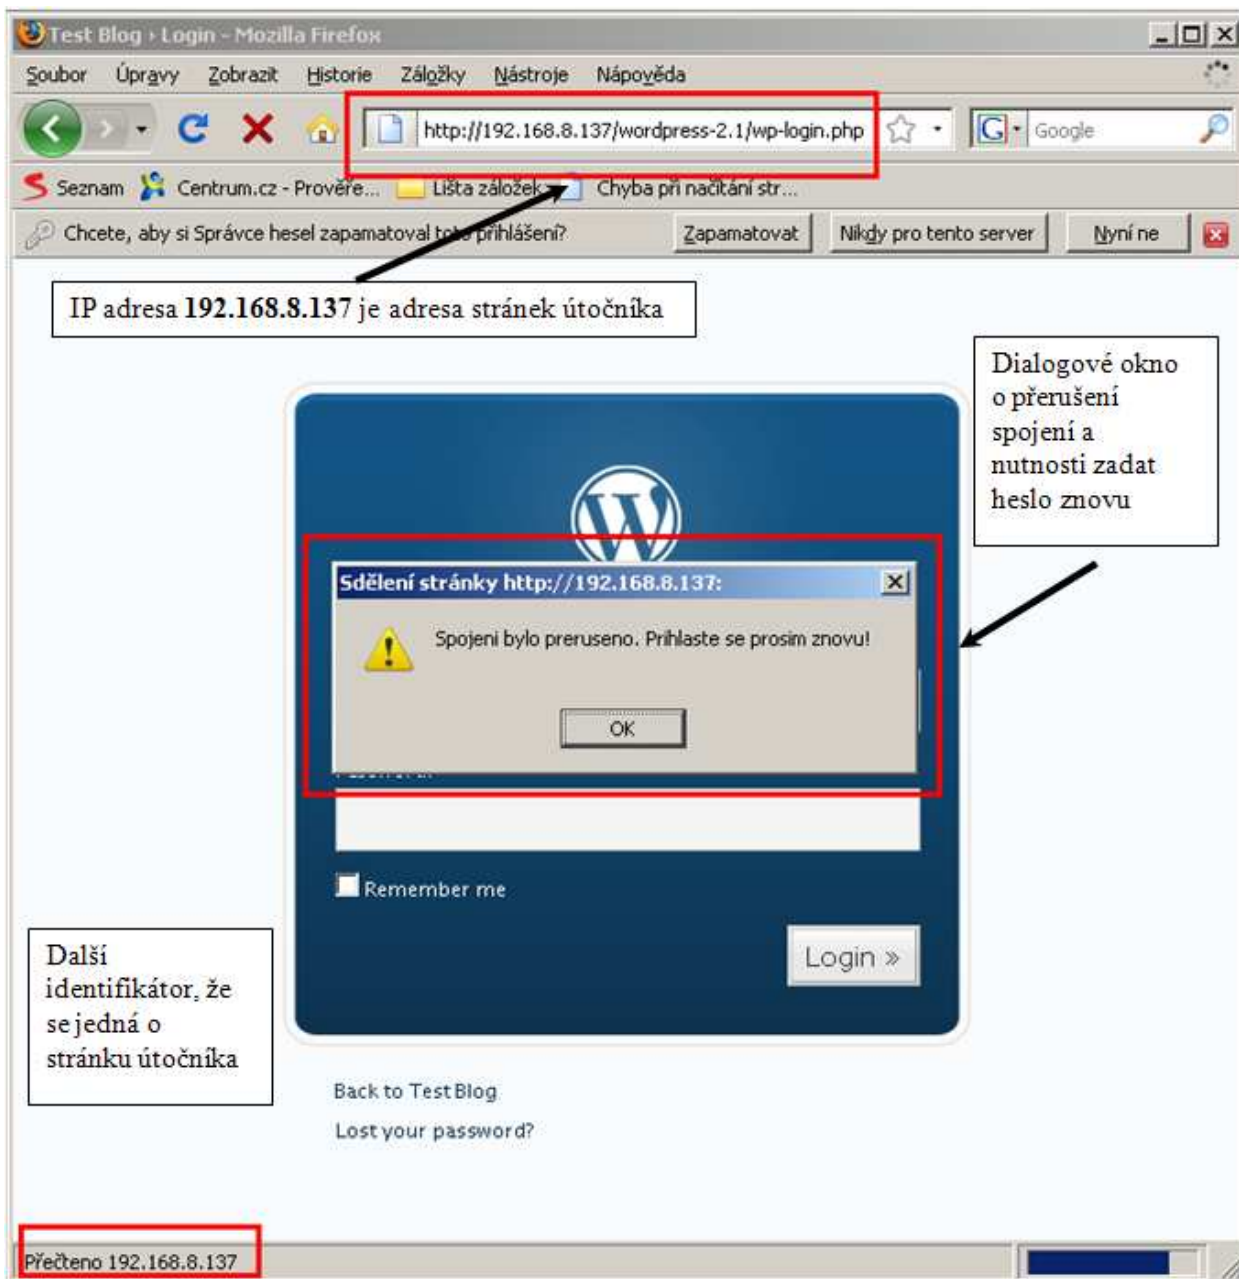 Test Blog › Login - Mozilla Firefox
Soubor Úpravy Zobrazit Historie Záložky Nástroje Nápověda
http://192.168.8.137/wordpress-2.1/wp-login.php
G Google
Seznam Centrum.cz - Prověře... Lišta záložek Chyba při načítání str...
Chcete, aby si Správce hesel zapamatoval toto přihlášení? Zapamatovat Nikdy pro tento server Nyní ne
IP adresa 192.168.8.137 je adresa stránek útočníka
Dialogové okno
o přerušení
spojení a
nutnosti zadat
heslo znovu
W
Sdělení stránky http://192.168.8.137:
Spojeni bylo preruseno. Prihlaste se prosim znovu!
OK
Remember me
Login »
Další
identifikátor, že
se jedná o
stránku útočníka
Back to Test Blog
Lost your password?
Přečteno 192.168.8.137